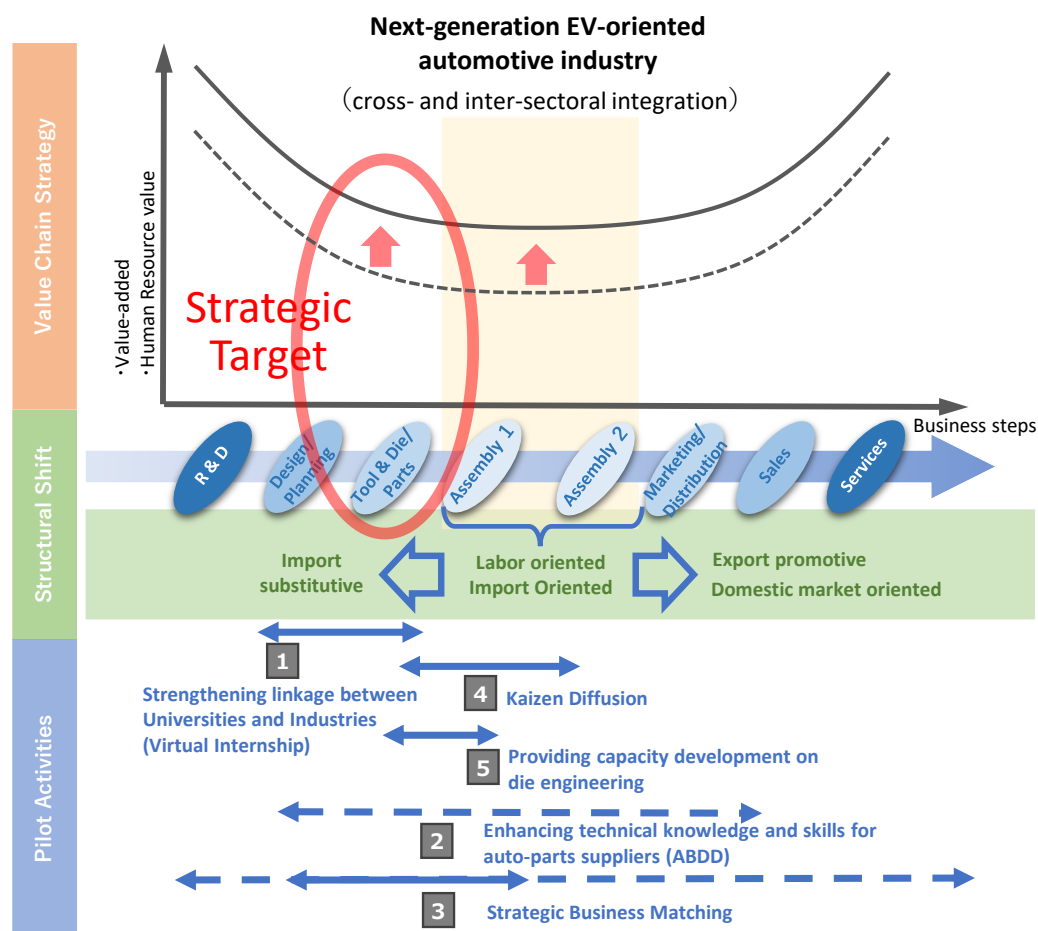 Next-generation EV-oriented
automotive industry
（cross- and inter-sectoral integration）
Value Chain Strategy
・Value-added
・Human Resource value
Strategic
Target
Business steps
Structural Shift
R & D
Design/
Planning
Tool & Die/
Parts
Assembly 1
Assembly 2
Marketing/
Distribution
Sales
Services
Import
substitutive
Labor oriented
Import Oriented
Export promotive
Domestic market oriented
Pilot Activities
1
Strengthening linkage between
Universities and Industries
(Virtual Internship)
4
Kaizen Diffusion
5
Providing capacity development on
die engineering
2
Enhancing technical knowledge and skills for
auto-parts suppliers (ABDD)
3
Strategic Business Matching